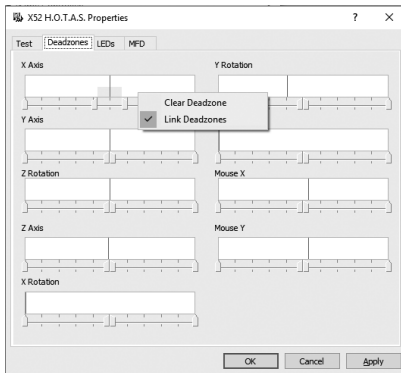 X52 H.O.T.A.S. Properties ? ×
Test Deadzones LEDs MFD
X Axis Y Rotation
Clear Deadzone
Link Deadzones
Y Axis
Z Rotation Mouse X
Z Axis Mouse Y
X Rotation
OK Cancel Apply